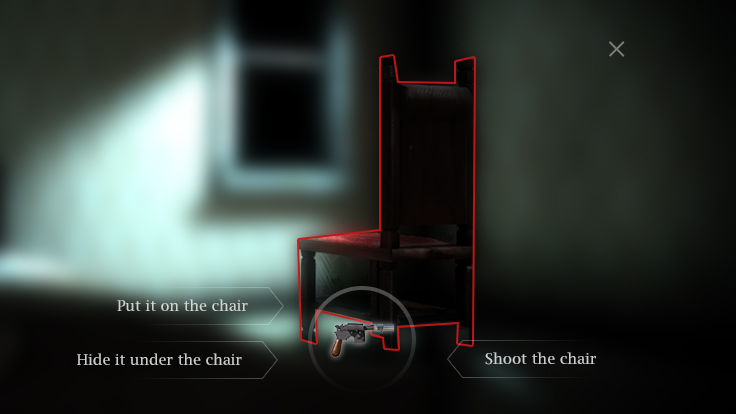 Put it on the chair
Hide it under the chair
Shoot the chair